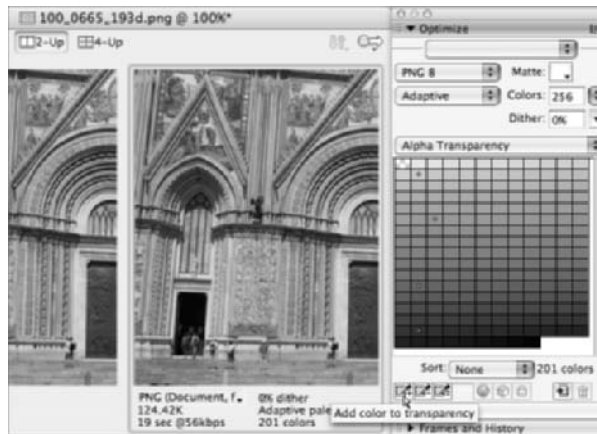 100_0665_193d.png @ 100%*
2-Up 4-Up
Optimize
PNG 8 Matte:
Adaptive Colors: 256
Dither: 0%
Alpha Transparency
Sort: None 201 colors
PNG (Document, f
124.42K
19 sec @56kbps
0% dither
Adaptive pale
201 colors
Add color to transparency
Frames and History